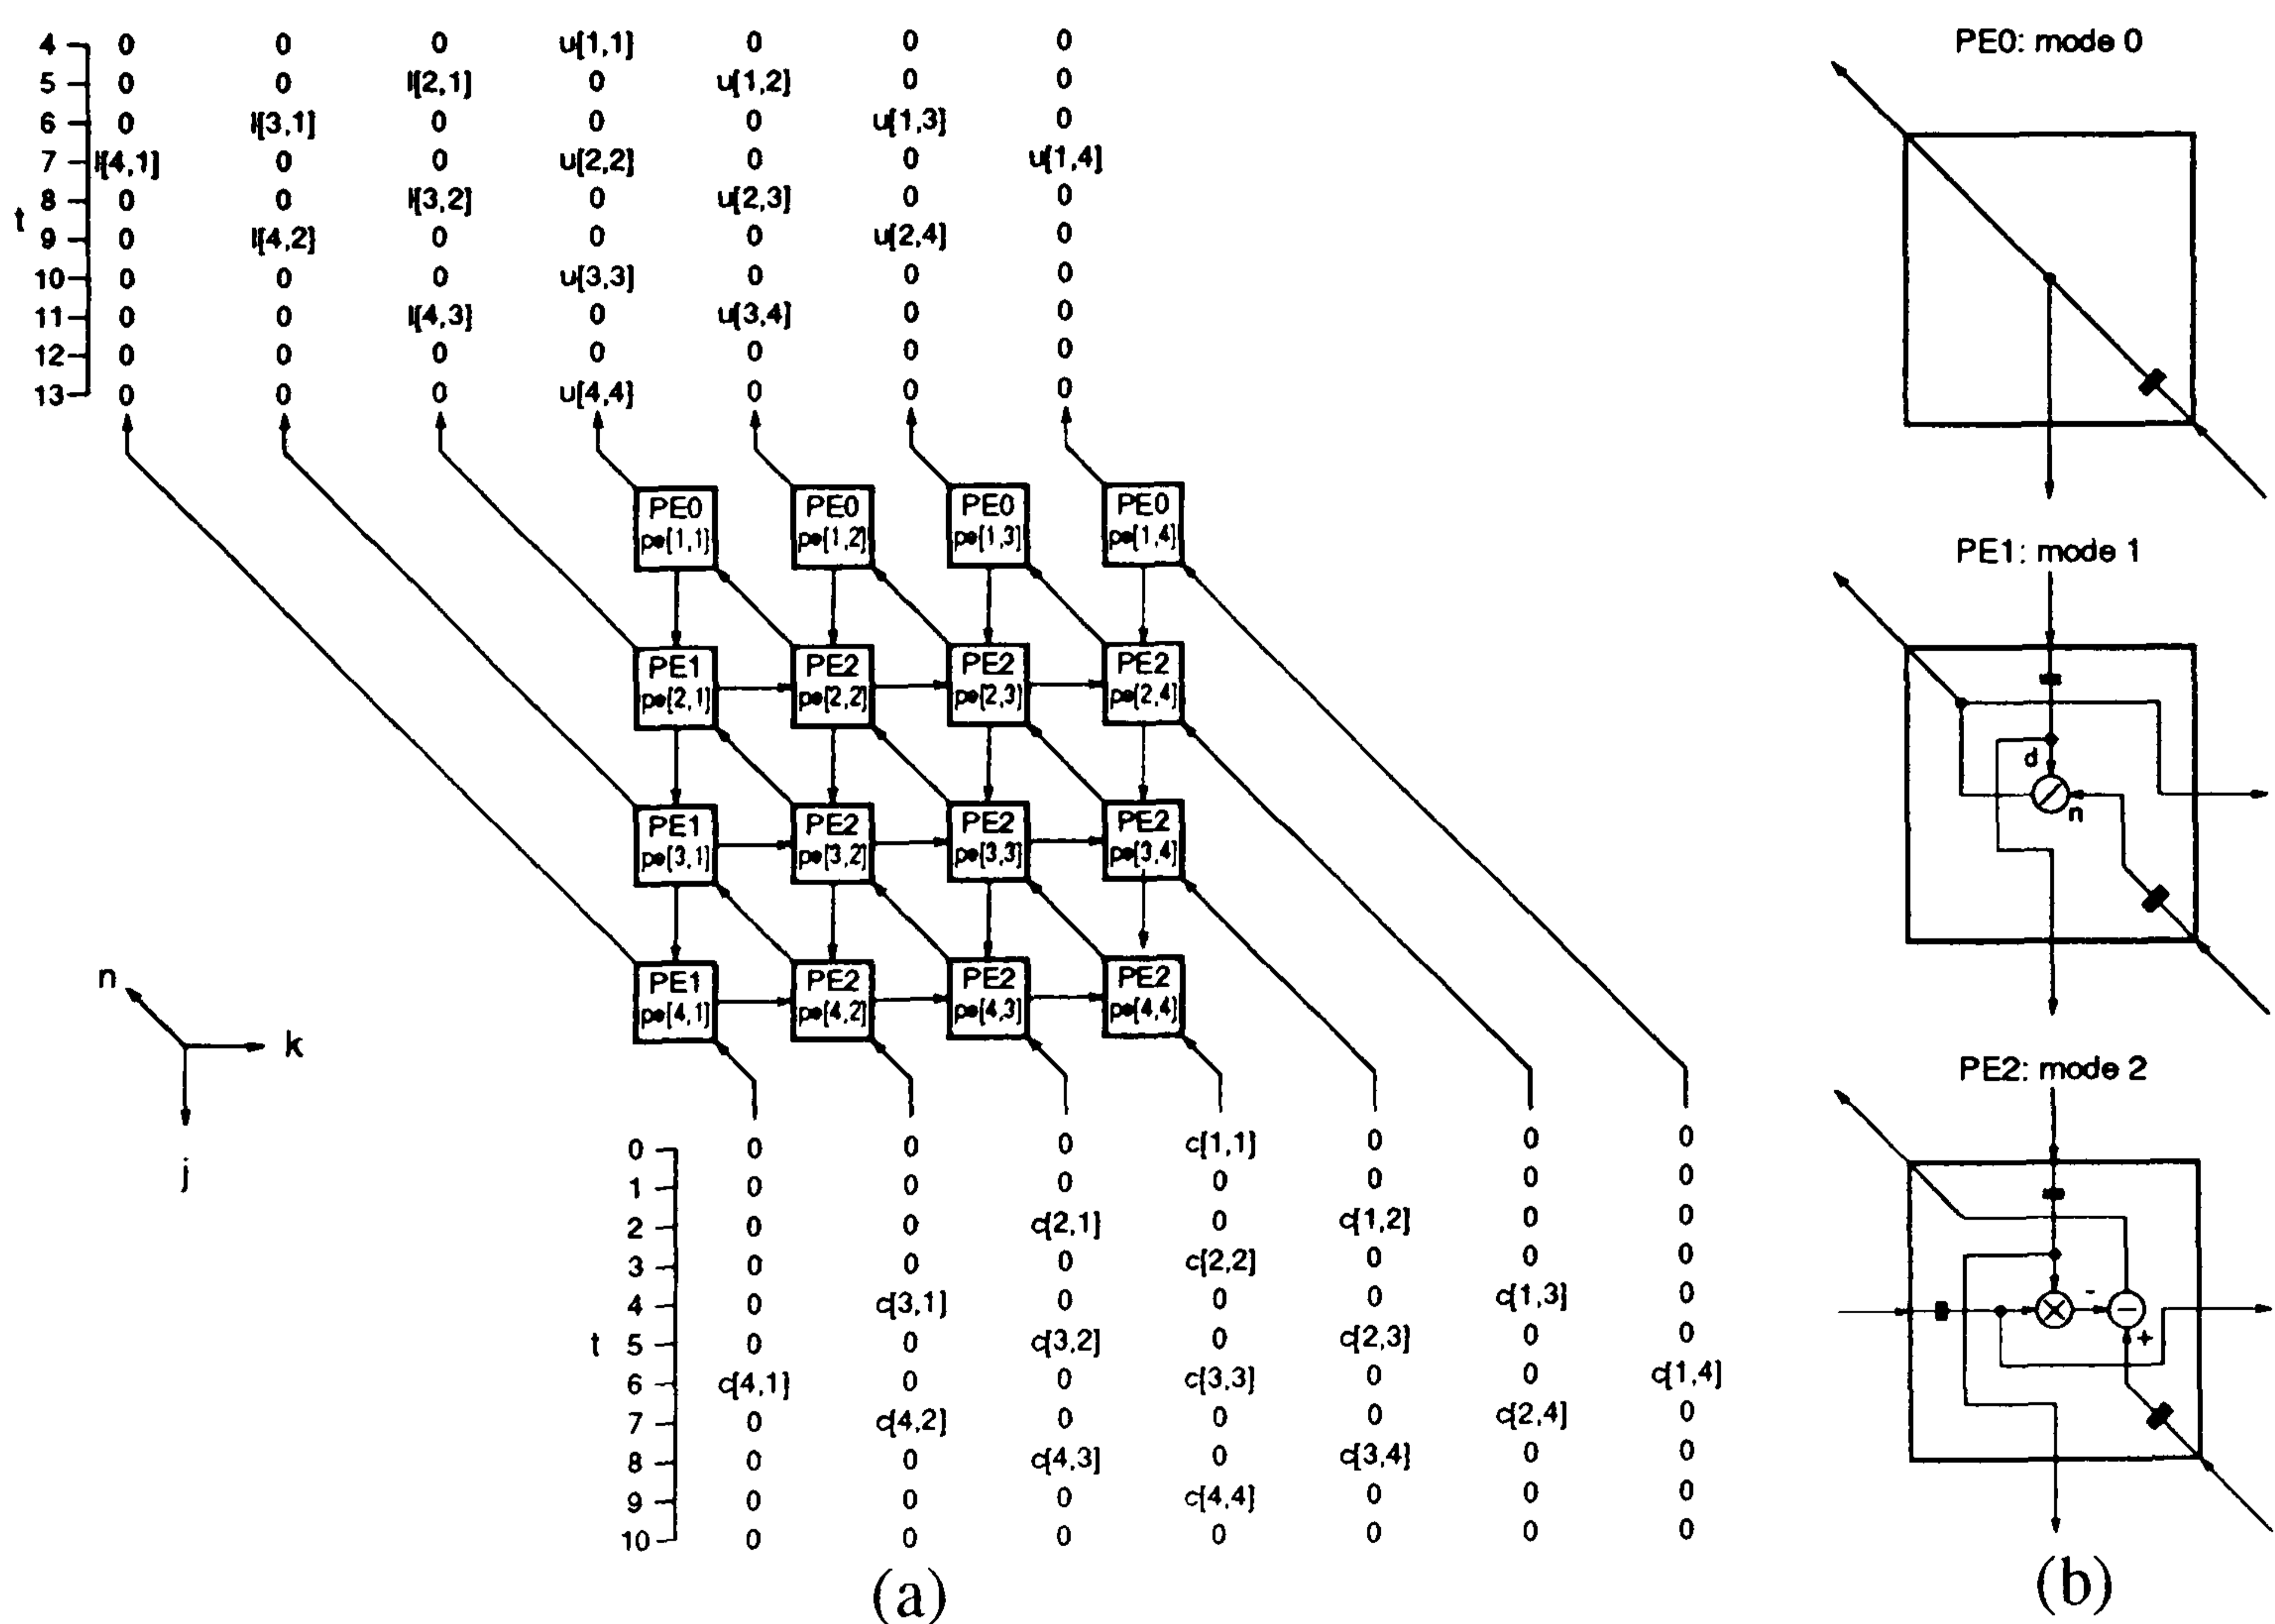 4 0 0 0 u[1,1] 0 0 0
5 0 0 l[2,1] 0 u[1,2] 0 0
6 0 l[3,1] 0 0 0 u[1,3] 0
7 l[4,1] 0 0 u[2,2] 0 0 u[1,4]
8 0 0 l[3,2] 0 u[2,3] 0 0
t
9 0 l[4,2] 0 0 0 u[2,4] 0
10 0 0 0 u[3,3] 0 0 0
11 0 0 l[4,3] 0 u[3,4] 0 0
12 0 0 0 0 0 0 0
13 0 0 0 u[4,4] 0 0 0
PE0 PE0 PE0 PE0
pe[1,1] pe[1,2] pe[1,3] pe[1,4]
PE1 PE2 PE2 PE2
pe[2,1] pe[2,2] pe[2,3] pe[2,4]
PE1 PE2 PE2 PE2
pe[3,1] pe[3,2] pe[3,3] pe[3,4]
PE1 PE2 PE2 PE2
pe[4,1] pe[4,2] pe[4,3] pe[4,4]
n
k
j
0 0 0 0 c[1,1] 0 0 0
1 0 0 0 0 0 0 0
2 0 0 c[2,1] 0 c[1,2] 0 0
3 0 0 0 c[2,2] 0 0 0
4 0 c[3,1] 0 0 0 c[1,3] 0
t 5 0 0 c[3,2] 0 c[2,3] 0 0
6 c[4,1] 0 0 c[3,3] 0 0 c[1,4]
7 0 c[4,2] 0 0 0 c[2,4] 0
8 0 0 c[4,3] 0 c[3,4] 0 0
9 0 0 0 c[4,4] 0 0 0
10 0 0 0 0 0 0 0
(a)
PE0: mode 0
PE1: mode 1
d
n
PE2: mode 2
-
+
(b)